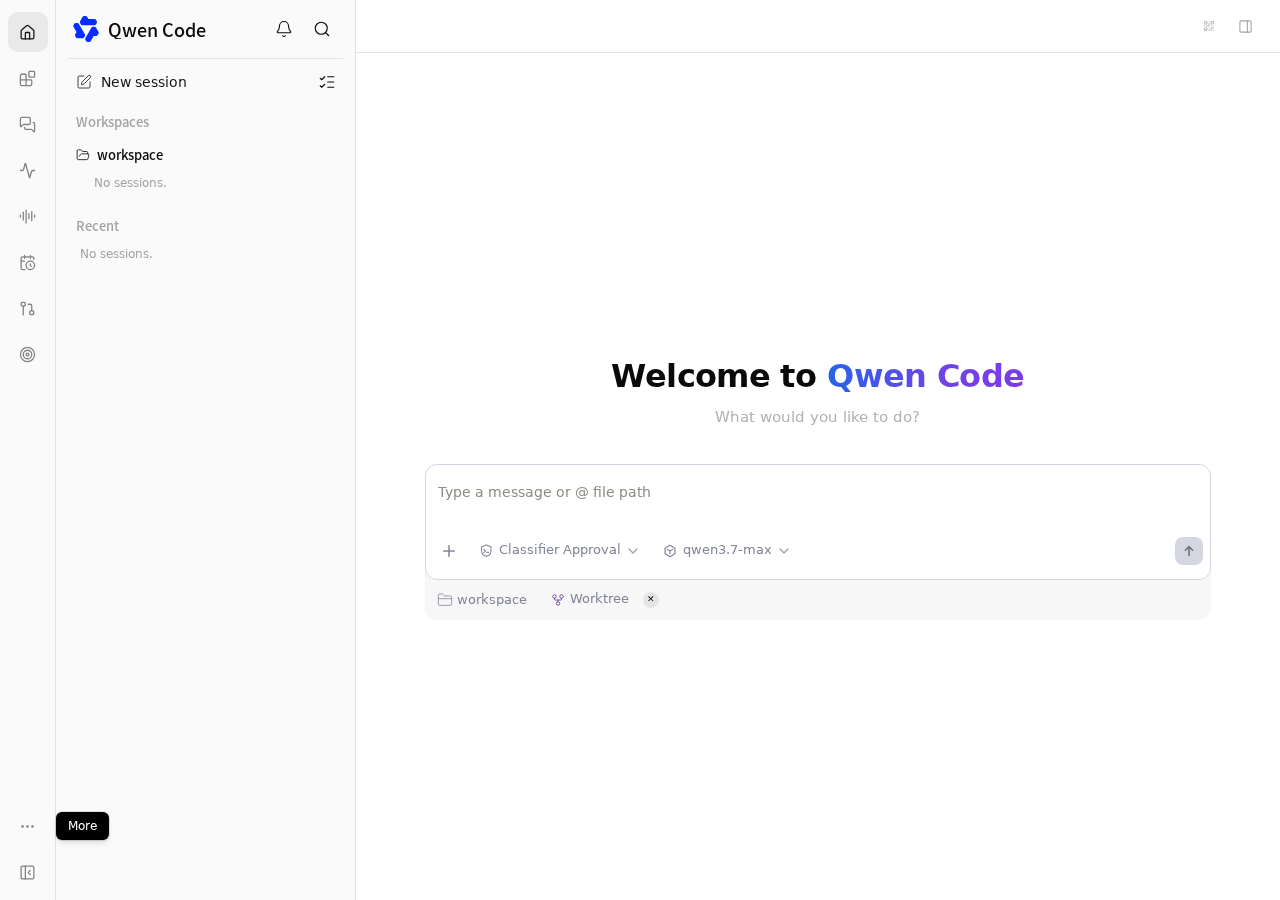 Qwen Code
New session
Workspaces
workspace
No sessions.
Recent
No sessions.
More
Welcome to Qwen Code
What would you like to do?
Type a message or @ file path
Classifier Approval
qwen3.7-max
workspace
Worktree